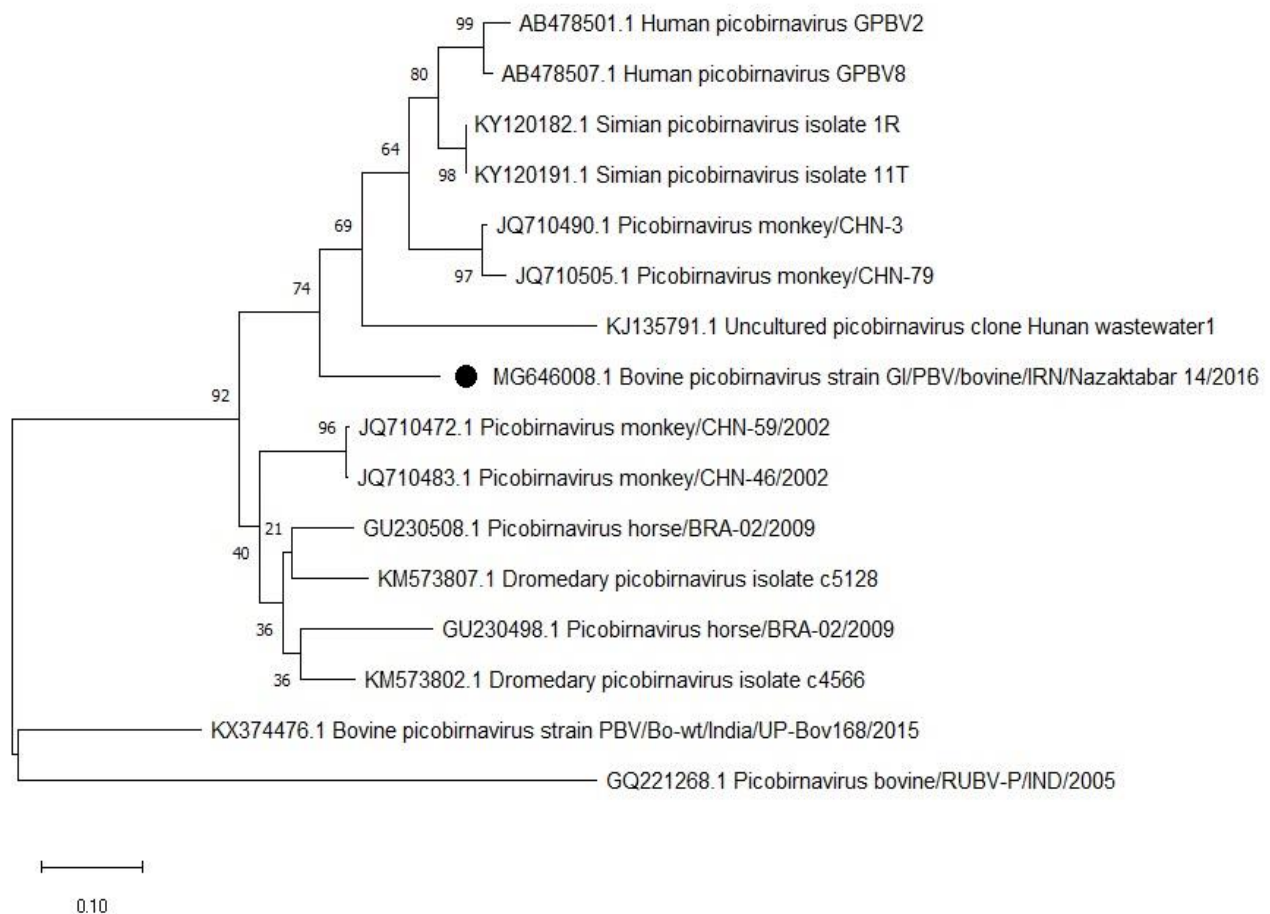 99
AB478501.1 Human picobirnavirus GPBV2
80
AB478507.1 Human picobirnavirus GPBV8
KY120182.1 Simian picobirnavirus isolate 1R
64
98
KY120191.1 Simian picobirnavirus isolate 11T
JQ710490.1 Picobirnavirus monkey/CHN-3
69
97
JQ710505.1 Picobirnavirus monkey/CHN-79
74
KJ135791.1 Uncultured picobirnavirus clone Hunan wastewater1
MG646008.1 Bovine picobirnavirus strain GI/PBV/bovine/IRN/Nazaktabar 14/2016
92
96
JQ710472.1 Picobirnavirus monkey/CHN-59/2002
JQ710483.1 Picobirnavirus monkey/CHN-46/2002
21
GU230508.1 Picobirnavirus horse/BRA-02/2009
40
KM573807.1 Dromedary picobirnavirus isolate c5128
36
GU230498.1 Picobirnavirus horse/BRA-02/2009
36
KM573802.1 Dromedary picobirnavirus isolate c4566
KX374476.1 Bovine picobirnavirus strain PBV/Bo-wt/India/UP-Bov168/2015
GQ221268.1 Picobirnavirus bovine/RUBV-P/IND/2005
0.10